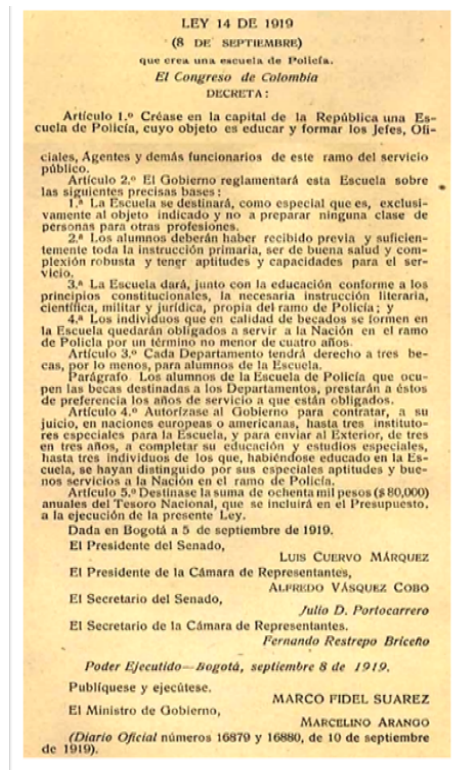 LEY 14 DE 1919
(8 DE SEPTIEMBRE)
que crea una escuela de Policía.
El Congreso de Colombia
DECRETA:
Artículo 1.º Créase en la capital de la República una Es-
cuela de Policía, cuyo objeto es educar y formar los Jefes, Ofi-
ciales, Agentes y demás funcionarios de este ramo del servicio
público.
Artículo 2.º El Gobierno reglamentará esta Escuela sobre
las siguientes precisas bases:
1.ª La Escuela se destinará, como especial que es, exclusi-
vamente al objeto indicado y no a preparar ninguna clase de
personas para otras profesiones.
2.ª Los alumnos deberán haber recibido previa y suficien-
temente toda la instrucción primaria, ser de buena salud y com-
plexión robusta y tener aptitudes y capacidades para el ser-
vicio.
3.ª La Escuela dará, junto con la educación conforme a los
principios constitucionales, la necesaria instrucción literaria,
científica, militar y jurídica, propia del ramo de Policía; y
4.ª Los individuos que en calidad de becados se formen en
la Escuela quedarán obligados a servir a la Nación en el ramo
de Policía por un término no menor de cuatro años.
Artículo 3.º Cada Departamento tendrá derecho a tres be-
cas, por lo menos, para alumnos de la Escuela.
Parágrafo Los alumnos de la Escuela de Policía que ocu-
pen las becas destinadas a los Departamentos, prestarán a éstos
de preferencia los años de servicio a que están obligados.
Artículo 4.º Autorízase al Gobierno para contratar, a su
juicio, en naciones europeas o americanas, hasta tres instituto-
res especiales para la Escuela, y para enviar al Exterior, de tres
en tres años, a completar su educación y estudios especiales,
hasta tres individuos de los que, habiéndose educado en la Es-
cuela, se hayan distinguido por sus especiales aptitudes y bue-
nos servicios a la Nación en el ramo de Policía.
Artículo 5.º Destínase la suma de ochenta mil pesos ($ 80,000)
anuales del Tesoro Nacional, que se incluirá en el Presupuesto,
a la ejecución de la presente Ley.
Dada en Bogotá a 5 de septiembre de 1919.
El Presidente del Senado,
LUIS CUERVO MÁRQUEZ
El Presidente de la Cámara de Representantes,
ALFREDO VÁSQUEZ COBO
El Secretario del Senado,
Julio D. Portocarrero
El Secretario de la Cámara de Representantes.
Fernando Restrepo Briceño
Poder Ejecutivo—Bogotá, septiembre 8 de 1919.
Publíquese y ejecútese.
MARCO FIDEL SUAREZ
El Ministro de Gobierno,
MARCELINO ARANGO
(Diario Oficial números 16879 y 16880, de 10 de septiembre
de 1919).